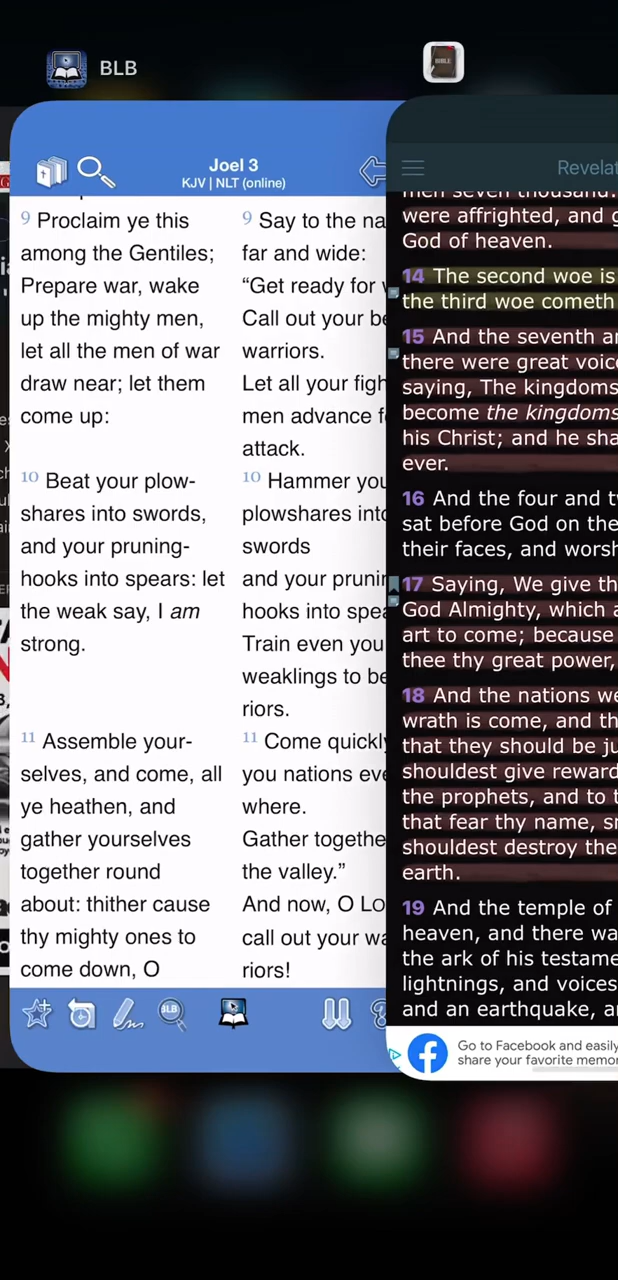 BLB
Joel 3
KJV | NLT (online)
9 Proclaim ye this
among the Gentiles;
Prepare war, wake
up the mighty men,
let all the men of war
draw near; let them
come up:
10 Beat your plow-
shares into swords,
and your pruning-
hooks into spears: let
the weak say, I am
strong.
11 Assemble your-
selves, and come, all
ye heathen, and
gather yourselves
together round
about: thither cause
thy mighty ones to
come down, O
9 Say to the na
far and wide:
“Get ready for
Call out your be
warriors.
Let all your figh
men advance f
attack.
10 Hammer you
plowshares into
swords
and your prunin
hooks into spea
Train even you
weaklings to be
riors.
11 Come quickly
you nations eve
where.
Gather togethe
the valley.”
And now, O LO
call out your wa
riors!
BIBLE
Revelat
men seven thousand:
were affrighted, and g
God of heaven.
14 The second woe is
the third woe cometh
15 And the seventh an
there were great voice
saying, The kingdoms
become the kingdoms
his Christ; and he sha
ever.
16 And the four and tw
sat before God on the
their faces, and worsh
17 Saying, We give th
God Almighty, which a
art to come; because
thee thy great power,
18 And the nations we
wrath is come, and th
that they should be ju
shouldest give reward
the prophets, and to t
that fear thy name, sm
shouldest destroy the
earth.
19 And the temple of
heaven, and there wa
the ark of his testame
lightnings, and voices
and an earthquake, an
BLB
Go to Facebook and easily
share your favorite memor